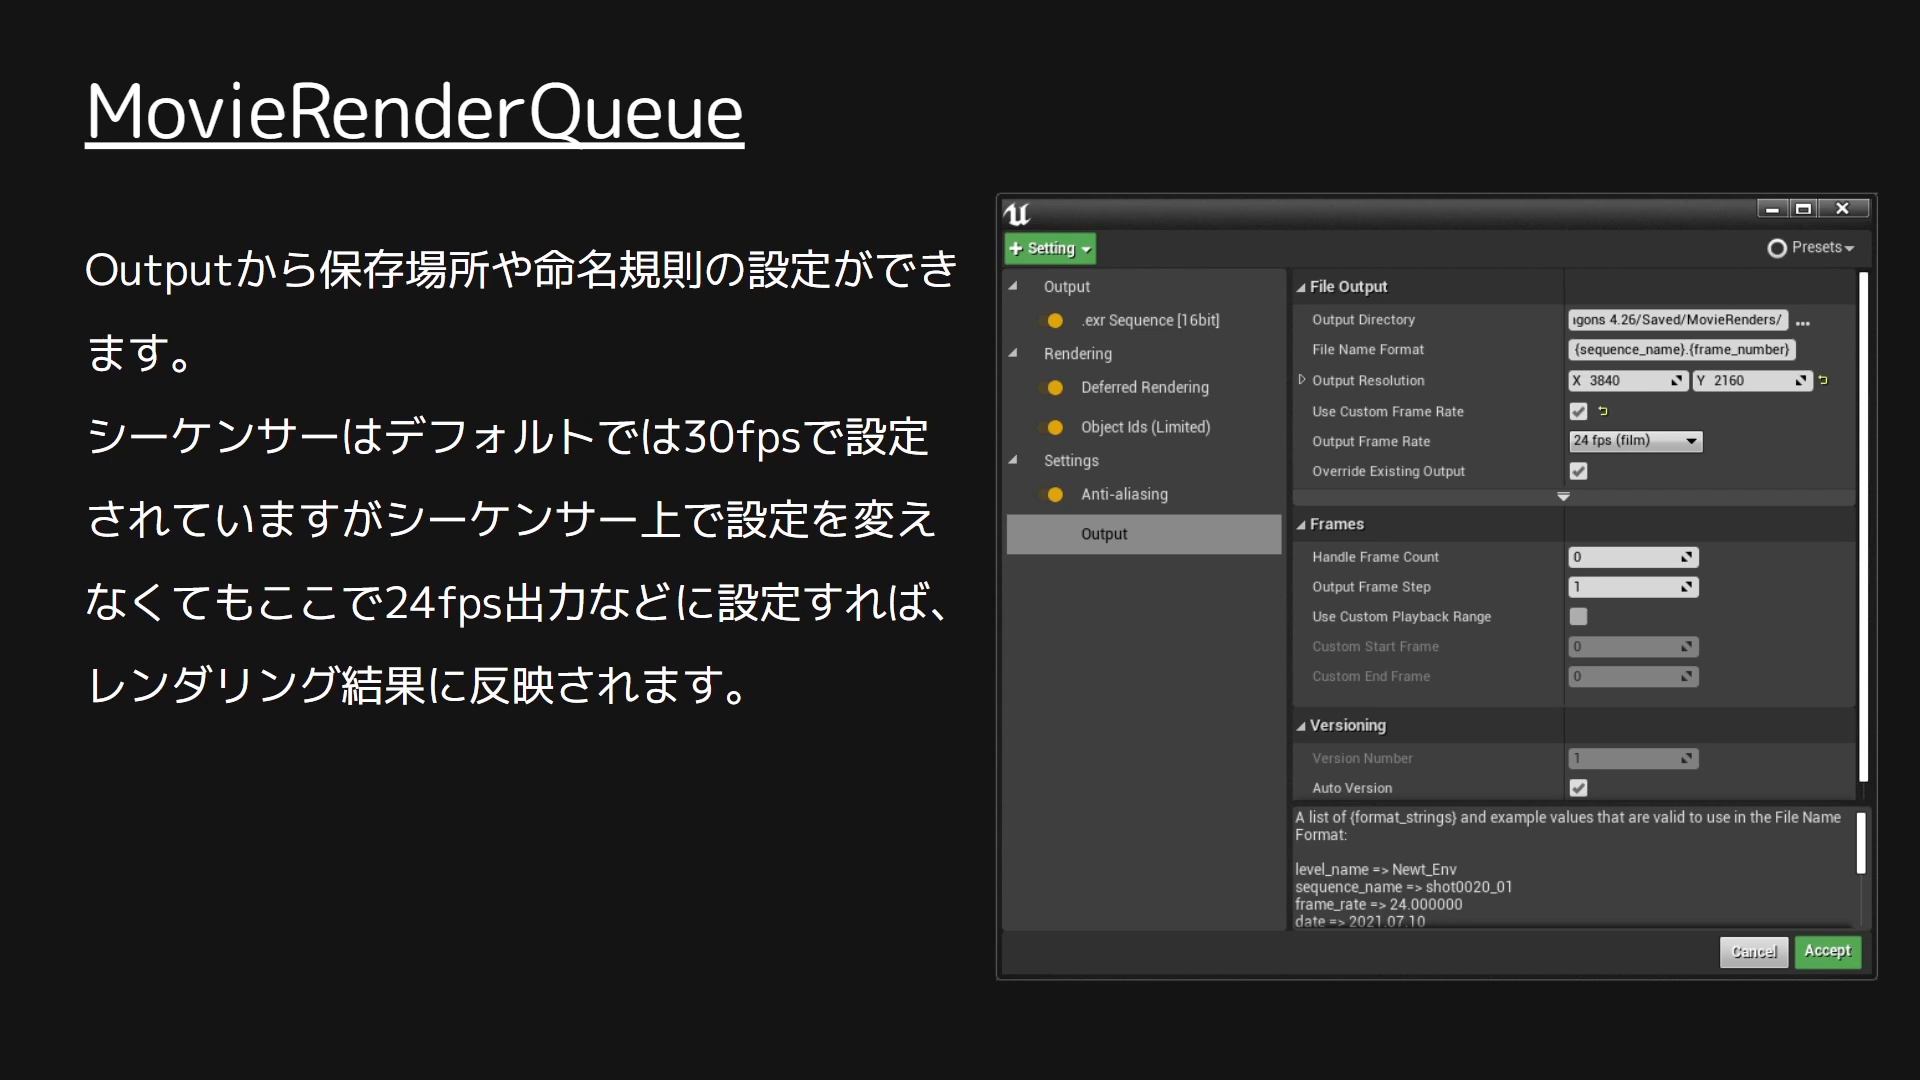 MovieRenderQueue
Outputから保存場所や命名規則の設定ができ
ます。
シーケンサーはデフォルトでは30fpsで設定
されていますがシーケンサー上で設定を変え
なくてもここで24fps出力などに設定すれば、
レンダリング結果に反映されます。
+ Setting
Presets
Output
.exr Sequence [16bit]
Rendering
Deferred Rendering
Object Ids (Limited)
Settings
Anti-aliasing
Output
File Output
Output Directory
gons 4.26/Saved/MovieRenders/ ...
File Name Format
{sequence_name}.{frame_number}
Output Resolution
X 3840 Y 2160
Use Custom Frame Rate
Output Frame Rate
24 fps (film)
Override Existing Output
Frames
Handle Frame Count 0
Output Frame Step 1
Use Custom Playback Range
Custom Start Frame 0
Custom End Frame 0
Versioning
Version Number 1
Auto Version
A list of {format_strings} and example values that are valid to use in the File Name
Format:
level_name => Newt_Env
sequence_name => shot0020_01
frame_rate => 24.000000
date => 2021.07.10
Cancel Accept